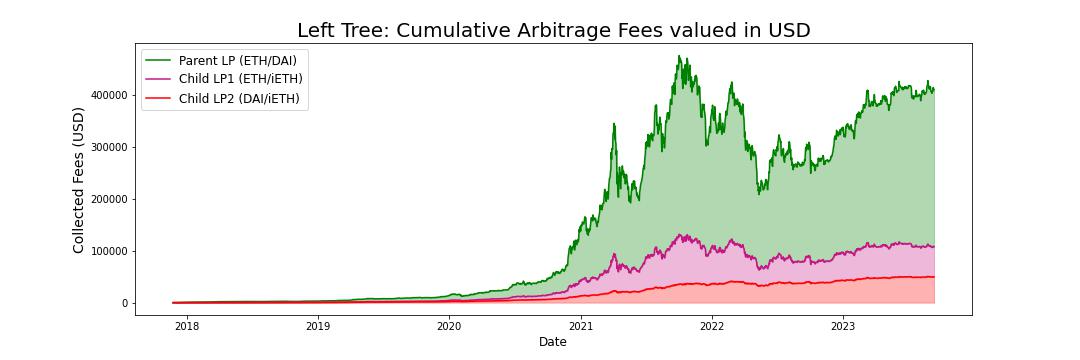 Left Tree: Cumulative Arbitrage Fees valued in USD
Parent LP (ETH/DAI)
Child LP1 (ETH/iETH)
Child LP2 (DAI/iETH)
Collected Fees (USD)
400000
300000
200000
100000
0
2018 2019 2020 2021 2022 2023
Date